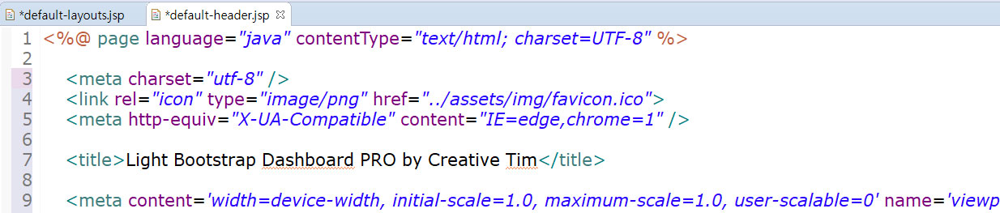 *default-layouts.jsp *default-header.jsp
1 <%@ page language="java" contentType="text/html; charset=UTF-8" %>
2
3 <meta charset="utf-8" />
4 <link rel="icon" type="image/png" href="../assets/img/favicon.ico">
5 <meta http-equiv="X-UA-Compatible" content="IE=edge,chrome=1" />
6
7 <title>Light Bootstrap Dashboard PRO by Creative Tim</title>
8
9 <meta content='width=device-width, initial-scale=1.0, maximum-scale=1.0, user-scalable=0' name='viewp